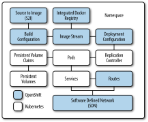 Source to Image
(S2I)
Integrated Docker
Registry
Namespace
Build
Configuration
Image Stream
Deployment
Configuration
Persistent Volume
Claims
Pods
Replication
Controller
Persistent
Volumes
Services
Routes
Software Defined Network
(SDN)
OpenShift
Kubernetes